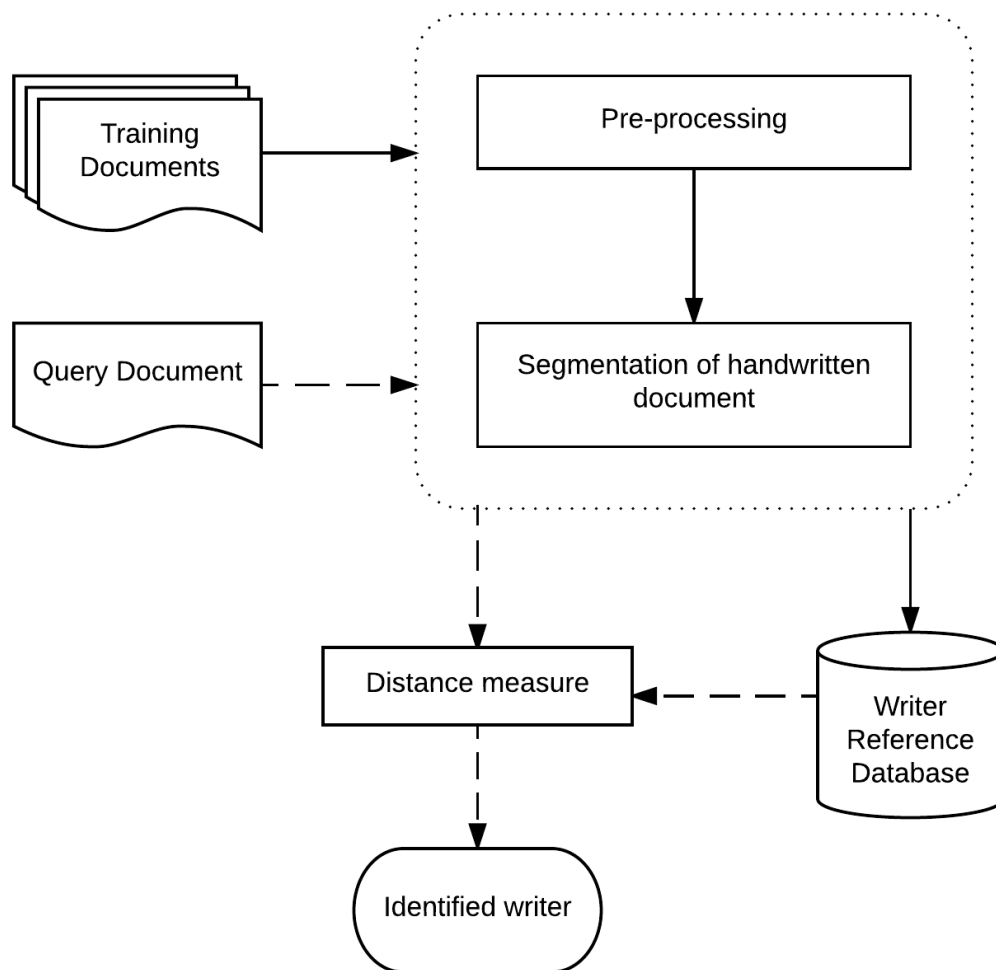 Training
Documents
Pre-processing
Query Document
Segmentation of handwritten
document
Distance measure
Writer
Reference
Database
Identified writer